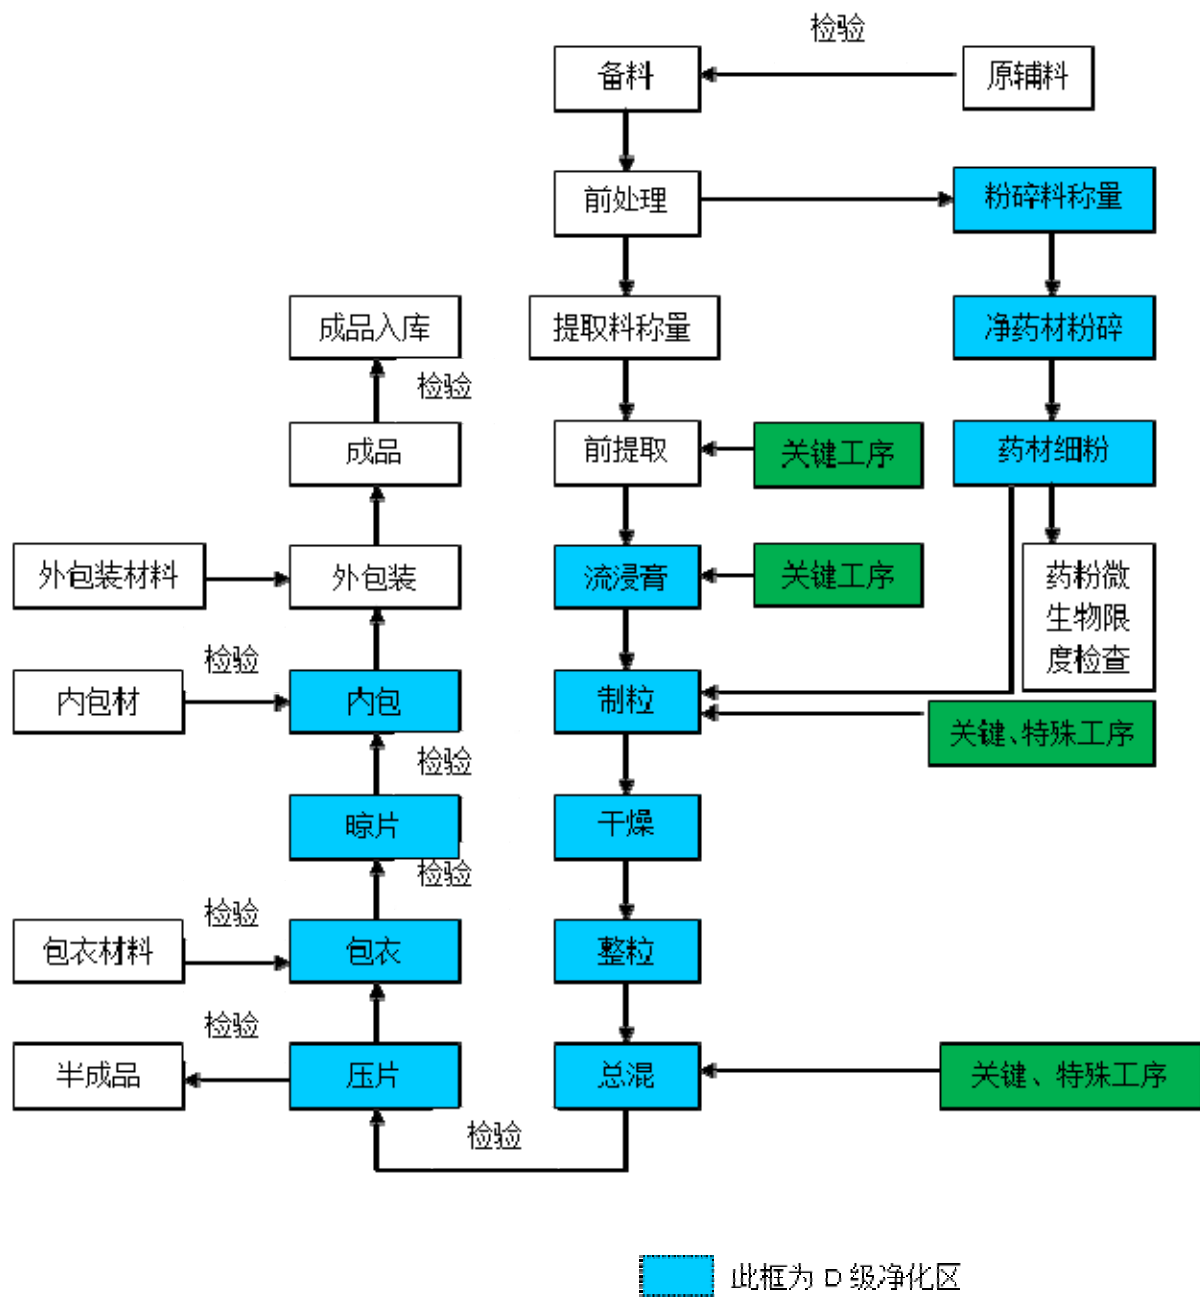 检验
备料
原辅料
前处理
粉碎料称量
成品入库
提取料称量
净药材粉碎
检验
成品
前提取
关键工序
药材细粉
外包装材料
外包装
流浸膏
关键工序
药粉微
生物限
度检查
检验
内包材
内包
制粒
关键、特殊工序
检验
晾片
干燥
检验
检验
包衣材料
包衣
整粒
检验
半成品
压片
总混
关键、特殊工序
检验
此框为 D 级净化区